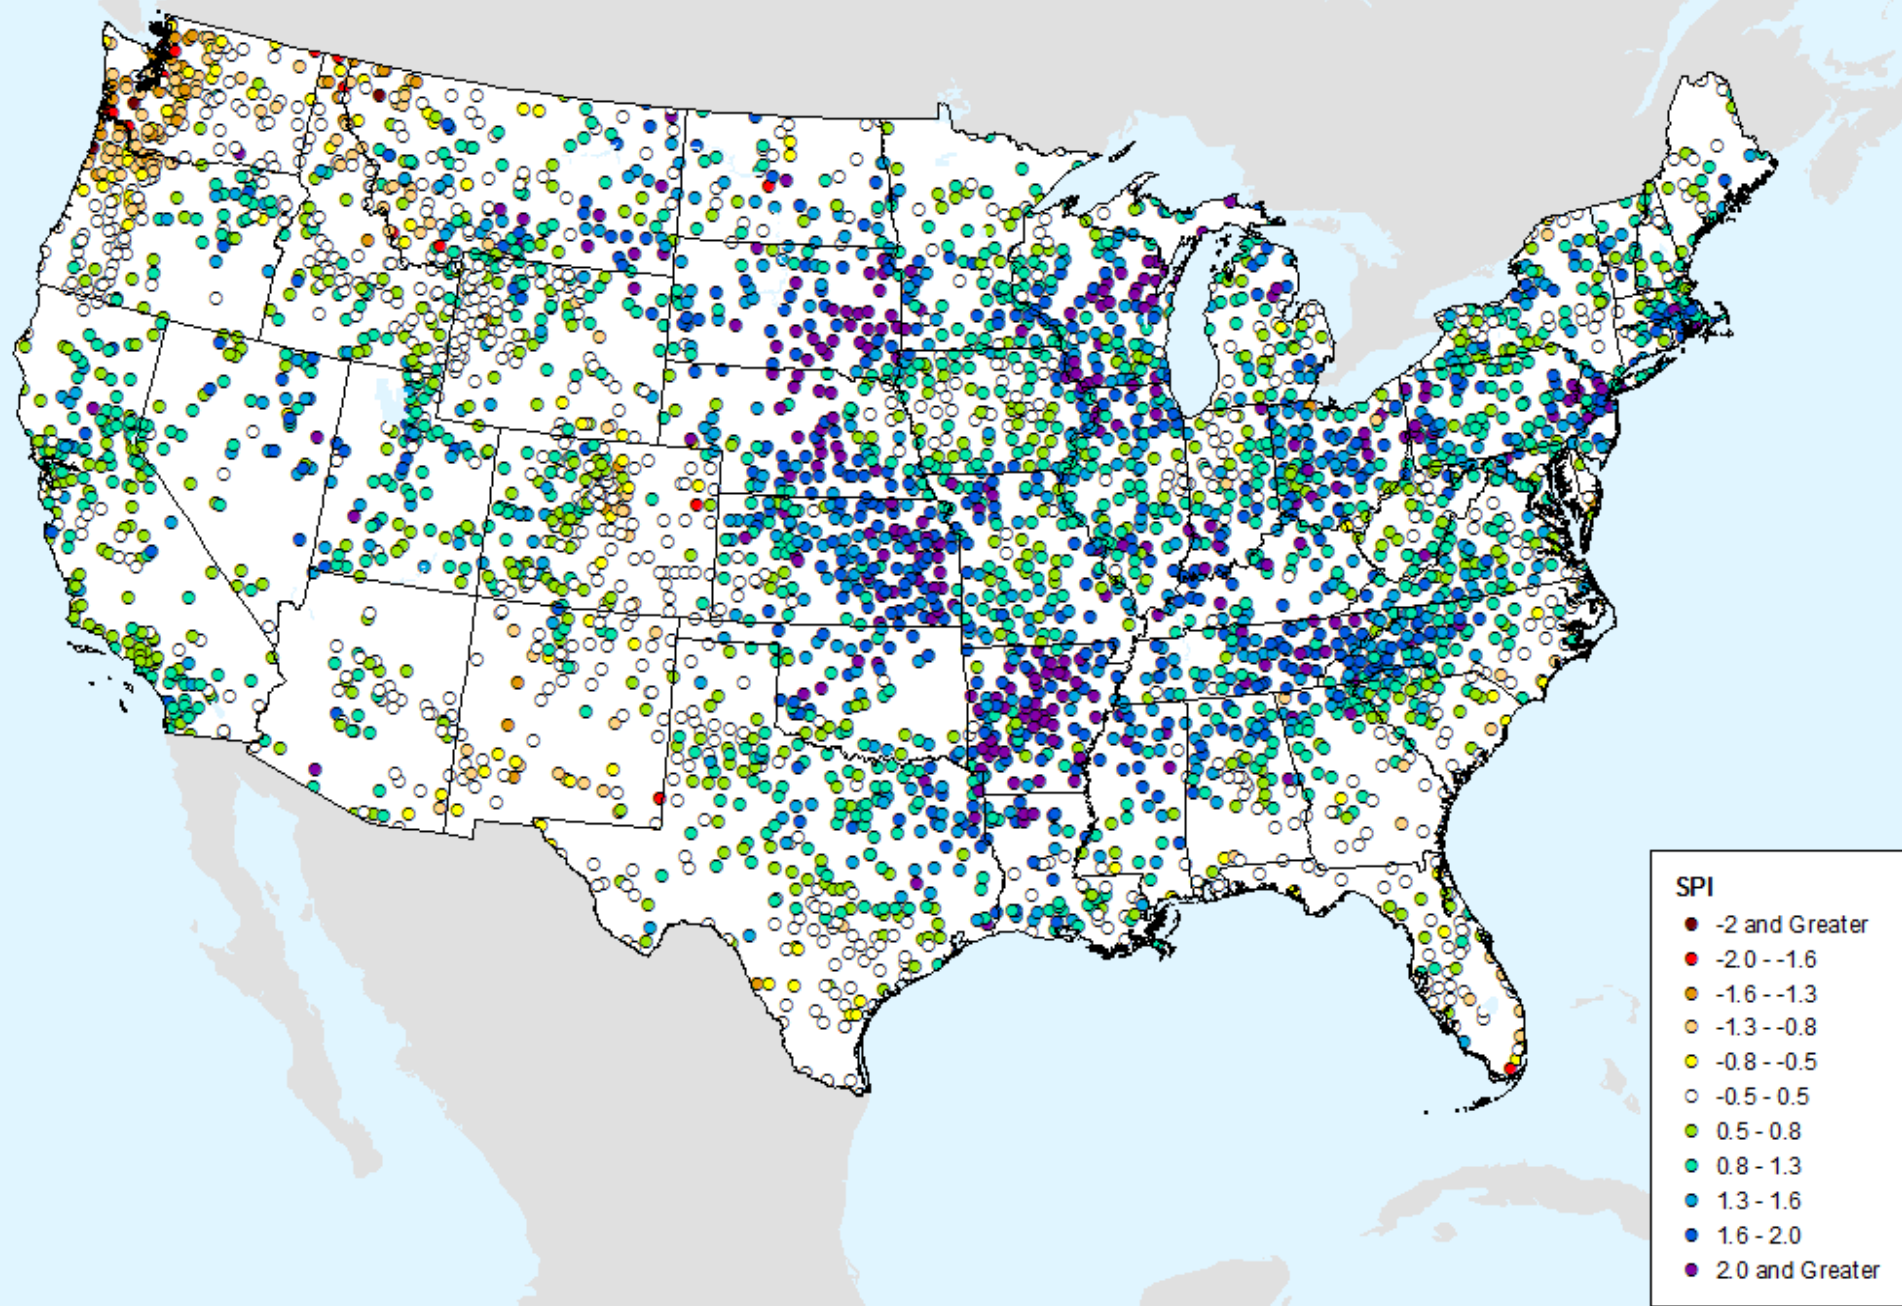 SPI
-2 and Greater
-2.0 - -1.6
-1.6 - -1.3
-1.3 - -0.8
-0.8 - -0.5
-0.5 - 0.5
0.5 - 0.8
0.8 - 1.3
1.3 - 1.6
1.6 - 2.0
2.0 and Greater